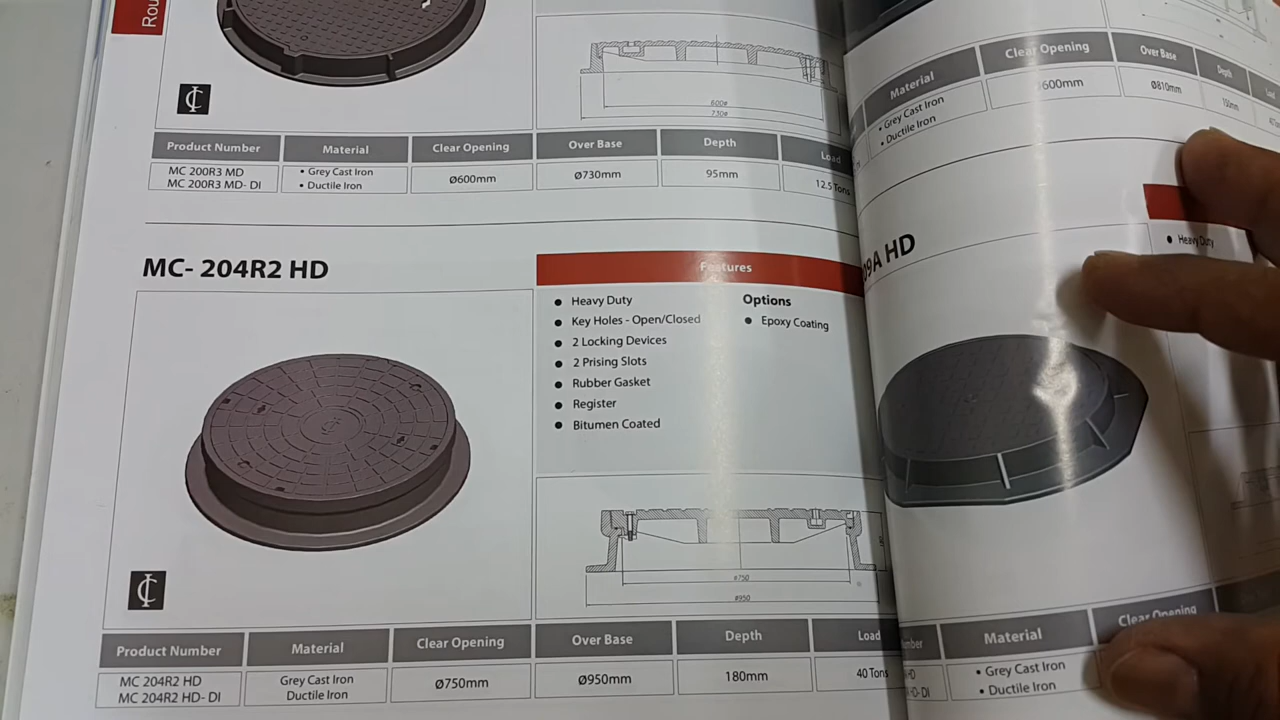 Rou
600ø
730ø
Product Number Material Clear Opening Over Base Depth Load
MC 200R3 MD
MC 200R3 MD- DI
• Grey Cast Iron
• Ductile Iron
Ø600mm Ø730mm 95mm 12.5 Tons
MC- 204R2 HD
Features
● Heavy Duty
● Key Holes - Open/Closed
● 2 Locking Devices
● 2 Prising Slots
● Rubber Gasket
● Register
● Bitumen Coated
Options
● Epoxy Coating
ø750
ø950
Product Number Material Clear Opening Over Base Depth Load
MC 204R2 HD
MC 204R2 HD- DI
Grey Cast Iron
Ductile Iron
Ø750mm Ø950mm 180mm 40 Tons
Material Clear Opening Over Base Depth
• Grey Cast Iron
• Ductile Iron
600mm Ø810mm
09A HD
● Heavy Duty
Material Clear Opening
• Grey Cast Iron
• Ductile Iron